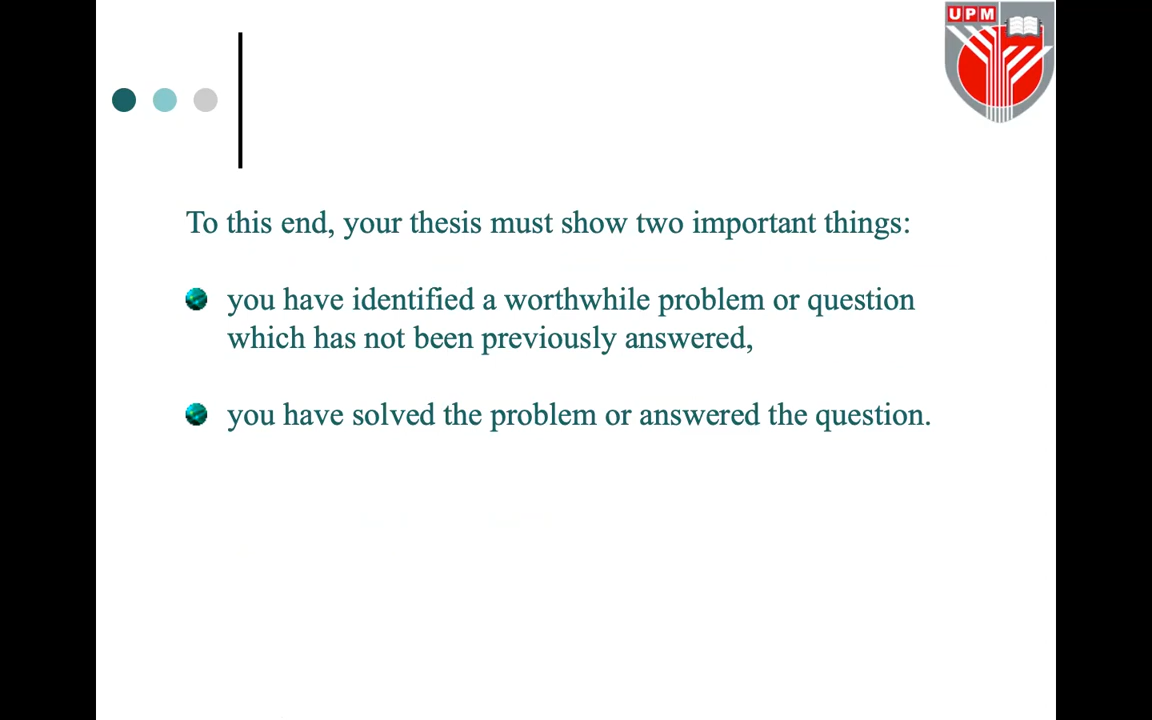 UPM
To this end, your thesis must show two important things:
you have identified a worthwhile problem or question
which has not been previously answered,
you have solved the problem or answered the question.